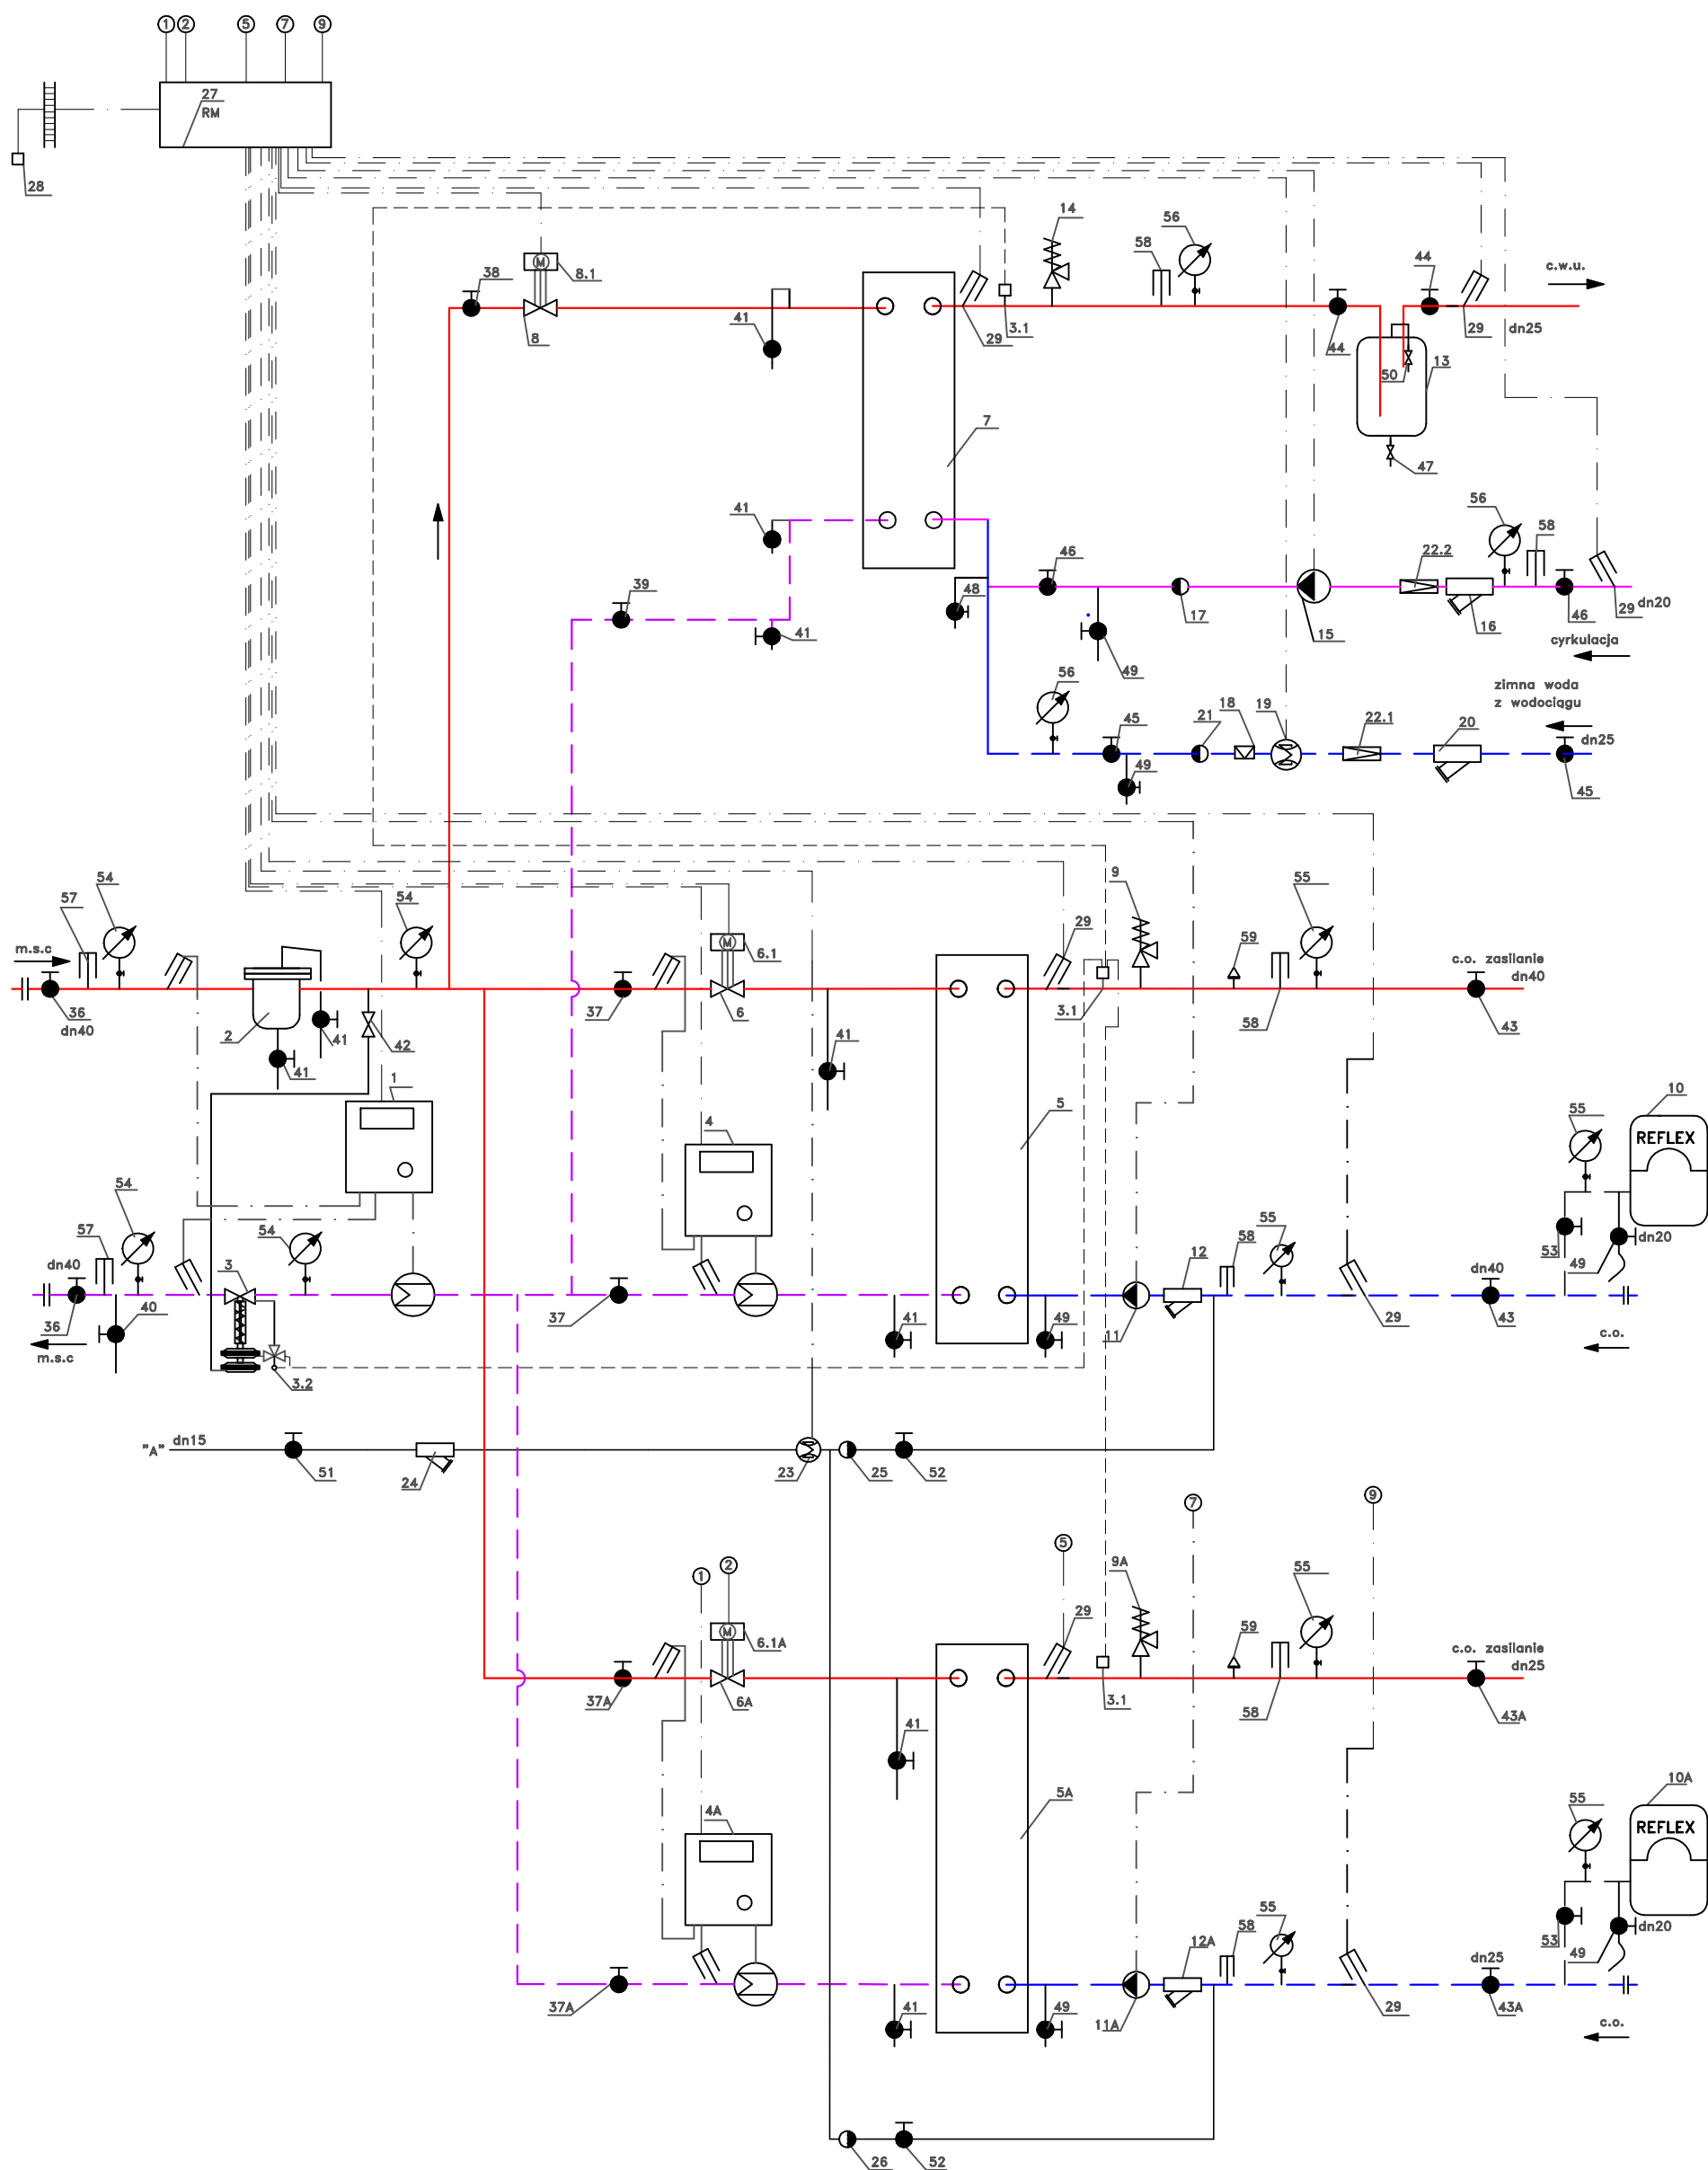 1 2 5 7 9
27
RM
28
14
56
58
44
c.w.u.
38
8.1
M
8
41
29
3.1
44
29
dn25
50
13
7
47
41
56
58
22.2
39
46
48
41
17
15
16
46
29
dn20
49
cyrkulacja
56
zimna woda
z wodociągu
45
21
18
19
22.1
20
dn25
49
45
54
57
54
9
55
m.s.c
29
59
M
6.1
c.o. zasilanie
dn40
36
dn40
2
41
42
37
6
41
3.1
58
43
41
1
4
5
55
10
REFLEX
54
57
54
55
58
12
dn40
3
53
49
dn20
dn40
36
40
37
41
49
11
29
43
m.s.c
3.2
c.o.
"A"
dn15
51
24
23
25
52
7
9
5
1
2
9A
55
29
59
M
6.1A
c.o. zasilanie
dn25
37A
6A
3.1
58
43A
41
4A
5A
55
10A
REFLEX
55
58
12A
dn25
53
49
dn20
37A
41
49
11A
29
43A
c.o.
26
52